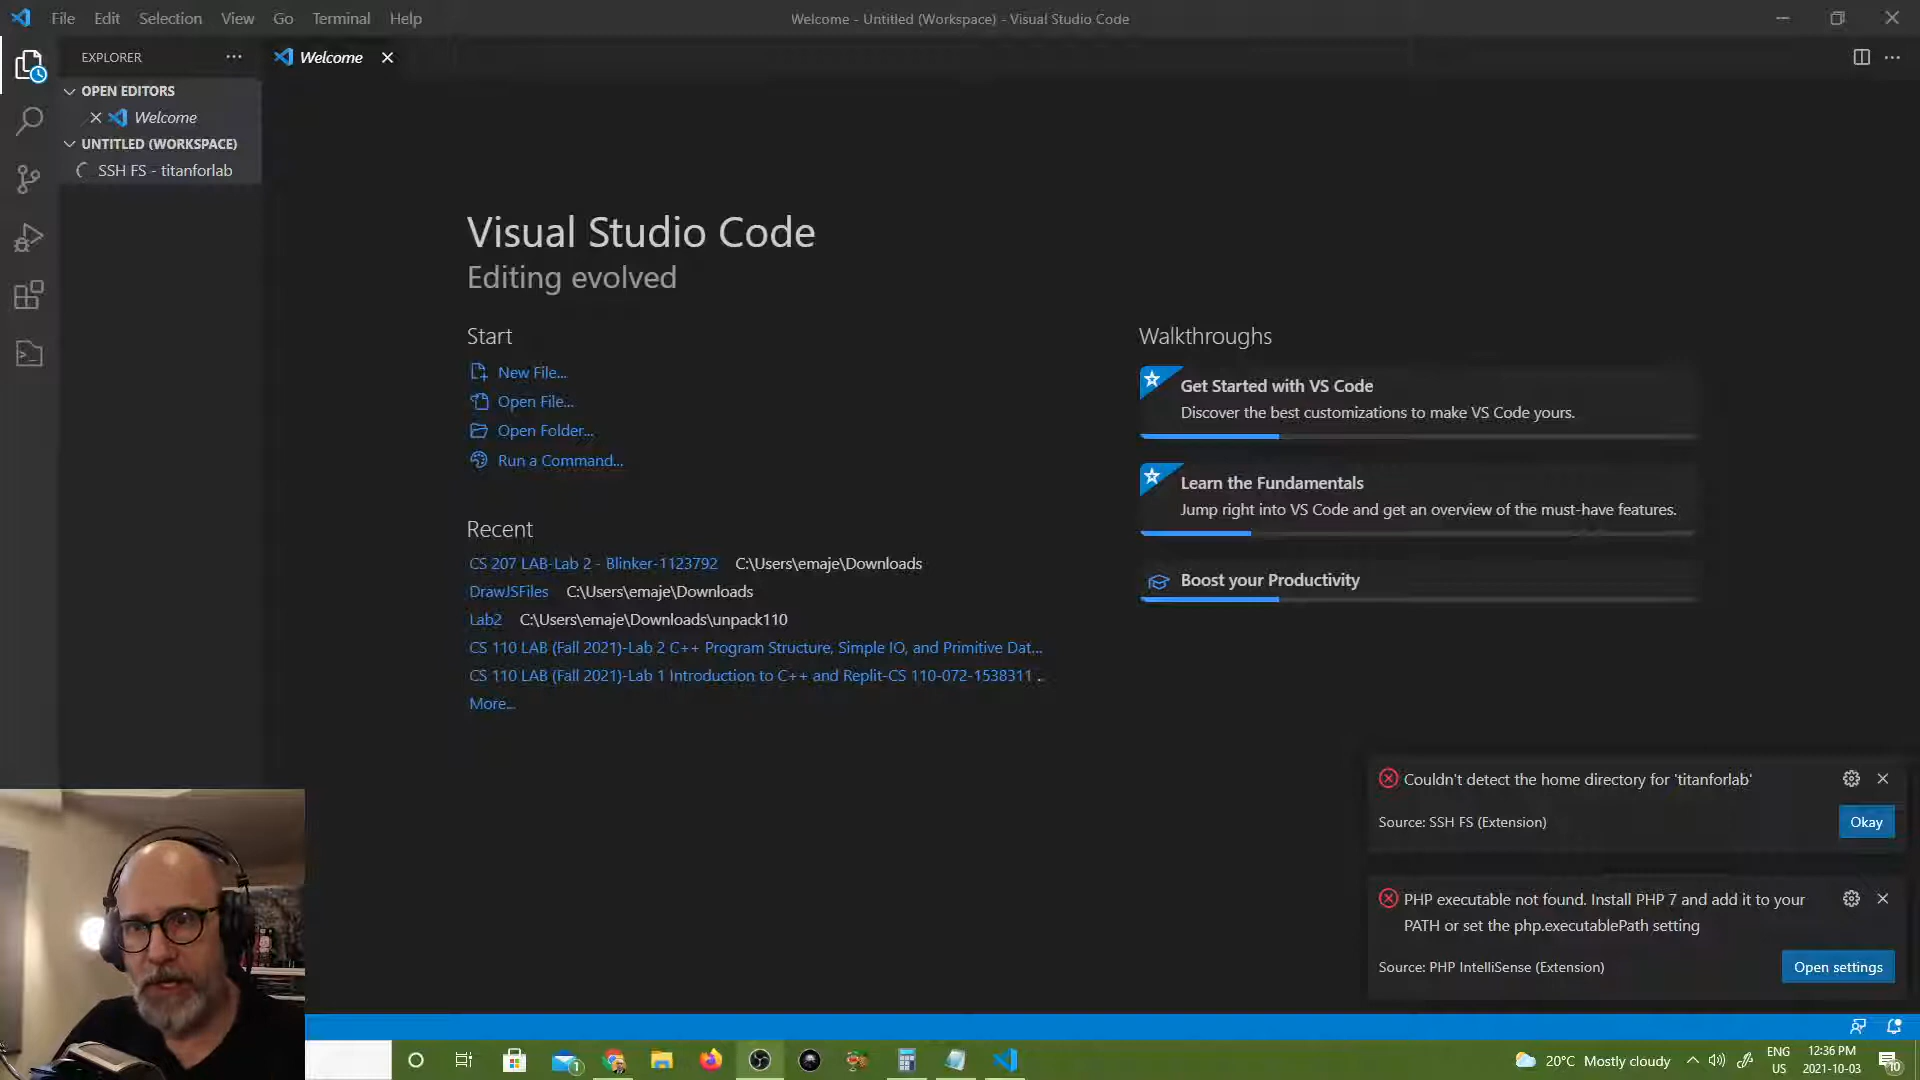 File Edit Selection View Go Terminal Help
Welcome - Untitled (Workspace) - Visual Studio Code
EXPLORER
Welcome
OPEN EDITORS
Welcome
UNTITLED (WORKSPACE)
SSH FS - titanforlab
Visual Studio Code
Editing evolved
Start
New File...
Open File...
Open Folder...
Run a Command...
Recent
CS 207 LAB-Lab 2 - Blinker-1123792 C:\Users\emaje\Downloads
DrawJSFiles C:\Users\emaje\Downloads
Lab2 C:\Users\emaje\Downloads\unpack110
CS 110 LAB (Fall 2021)-Lab 2 C++ Program Structure, Simple IO, and Primitive Dat...
CS 110 LAB (Fall 2021)-Lab 1 Introduction to C++ and Replit-CS 110-072-1538311 ..
More...
Walkthroughs
Get Started with VS Code
Discover the best customizations to make VS Code yours.
Learn the Fundamentals
Jump right into VS Code and get an overview of the must-have features.
Boost your Productivity
Couldn't detect the home directory for 'titanforlab'
Source: SSH FS (Extension)
Okay
PHP executable not found. Install PHP 7 and add it to your
PATH or set the php.executablePath setting
Source: PHP IntelliSense (Extension)
Open settings
1
20°C Mostly cloudy
ENG
US
12:36 PM
2021-10-03
10